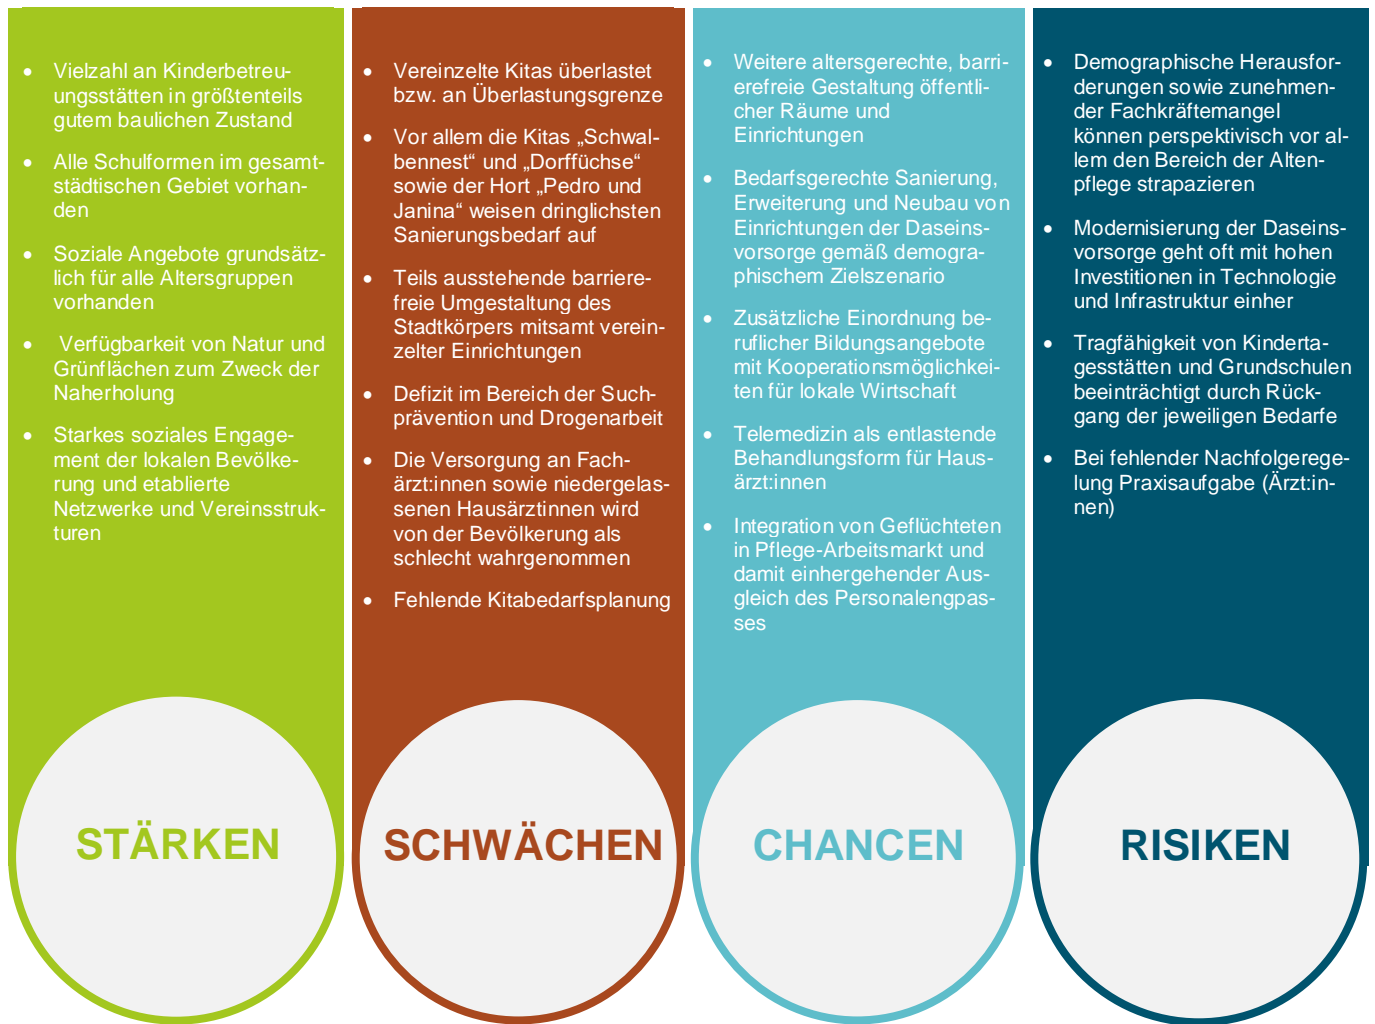 Vielzahl an Kinderbetreu-
ungsstätten in größtenteils
gutem baulichen Zustand
Alle Schulformen im gesamt-
städtischen Gebiet vorhan-
den
Soziale Angebote grundsätz-
lich für alle Altersgruppen
vorhanden
Verfügbarkeit von Natur und
Grünflächen zum Zweck der
Naherholung
Starkes soziales Engage-
ment der lokalen Bevölke-
rung und etablierte
Netzwerke und Vereinsstruk-
turen
STÄRKEN
Vereinzelte Kitas überlastet
bzw. an Überlastungsgrenze
Vor allem die Kitas „Schwal-
bennest“ und „Dorffüchse“
sowie der Hort „Pedro und
Janina“ weisen dringlichsten
Sanierungsbedarf auf
Teils ausstehende barriere-
freie Umgestaltung des
Stadtkörpers mitsamt verein-
zelter Einrichtungen
Defizit im Bereich der Such-
prävention und Drogenarbeit
Die Versorgung an Fach-
ärzt:innen sowie niedergelas-
senen Hausärztinnen wird
von der Bevölkerung als
schlecht wahrgenommen
Fehlende Kitabedarfsplanung
SCHWÄCHEN
Weitere altersgerechte, barri-
erefreie Gestaltung öffentli-
cher Räume und
Einrichtungen
Bedarfsgerechte Sanierung,
Erweiterung und Neubau von
Einrichtungen der Daseins-
vorsorge gemäß demogra-
phischem Zielszenario
Zusätzliche Einordnung be-
ruflicher Bildungsangebote
mit Kooperationsmöglichkei-
ten für lokale Wirtschaft
Telemedizin als entlastende
Behandlungsform für Haus-
ärzt:innen
Integration von Geflüchteten
in Pflege-Arbeitsmarkt und
damit einhergehender Aus-
gleich des Personalengpas-
ses
CHANCEN
Demographische Herausfor-
derungen sowie zunehmen-
der Fachkräftemangel
können perspektivisch vor al-
lem den Bereich der Alten-
pflege strapazieren
Modernisierung der Daseins-
vorsorge geht oft mit hohen
Investitionen in Technologie
und Infrastruktur einher
Tragfähigkeit von Kinderta-
gesstätten und Grundschulen
beeinträchtigt durch Rück-
gang der jeweiligen Bedarfe
Bei fehlender Nachfolgerege-
lung Praxisaufgabe (Ärzt:in-
nen)
RISIKEN